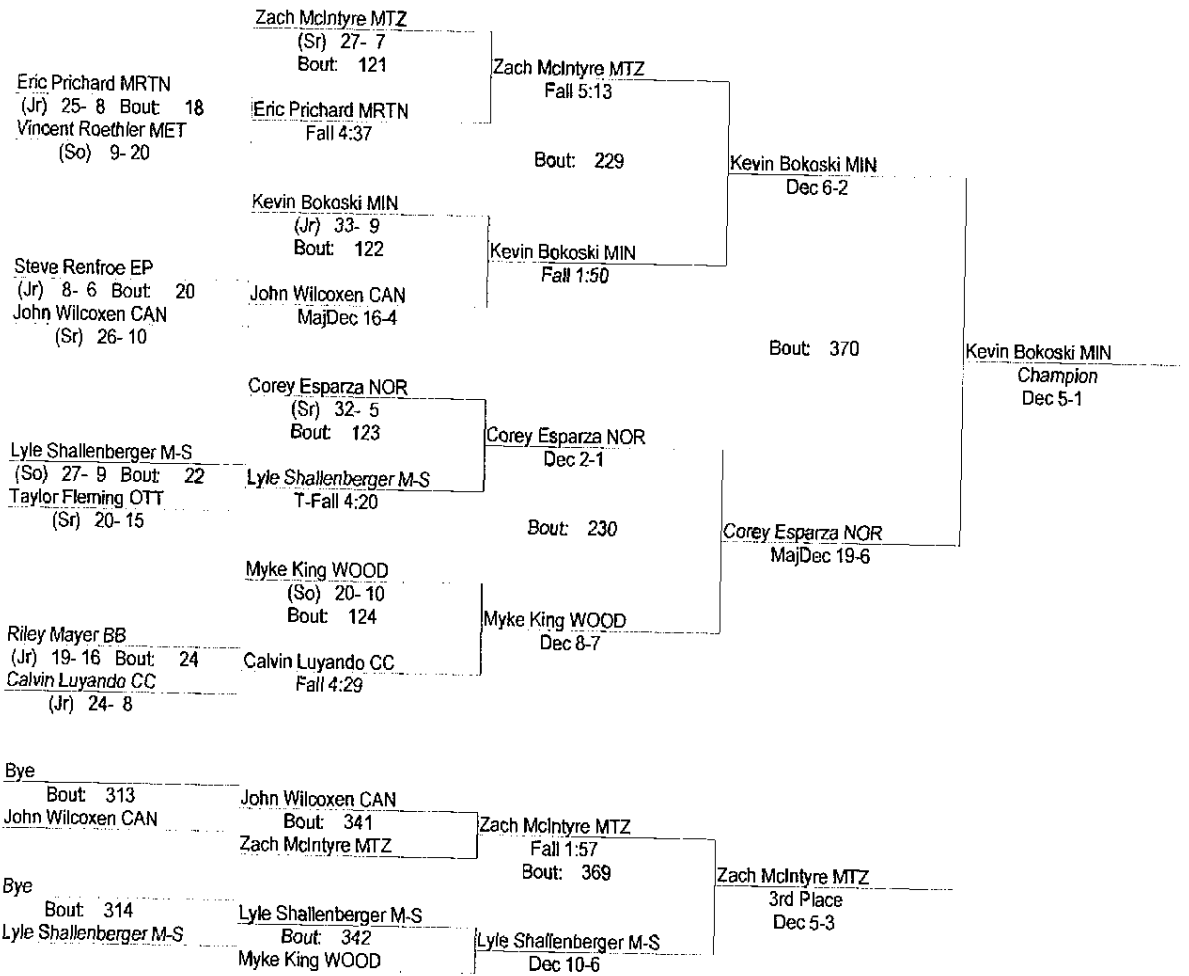 Zach McIntyre MTZ
(Sr) 27- 7
Bout: 121
Zach McIntyre MTZ
Fall 5:13
Eric Prichard MRTN
(Jr) 25- 8 Bout: 18
Vincent Roethler MET
(So) 9- 20
Eric Prichard MRTN
Fall 4:37
Bout: 229
Kevin Bokoski MIN
Dec 6-2
Kevin Bokoski MIN
(Jr) 33- 9
Bout: 122
Kevin Bokoski MIN
Fall 1:50
Steve Renfroe EP
(Jr) 8- 6 Bout: 20
John Wilcoxen CAN
(Sr) 26- 10
John Wilcoxen CAN
MajDec 16-4
Bout: 370
Kevin Bokoski MIN
Champion
Dec 5-1
Corey Esparza NOR
(Sr) 32- 5
Bout: 123
Corey Esparza NOR
Dec 2-1
Lyle Shallenberger M-S
(So) 27- 9 Bout: 22
Taylor Fleming OTT
(Sr) 20- 15
Lyle Shallenberger M-S
T-Fall 4:20
Bout: 230
Corey Esparza NOR
MajDec 19-6
Myke King WOOD
(So) 20- 10
Bout: 124
Myke King WOOD
Dec 8-7
Riley Mayer BB
(Jr) 19- 16 Bout: 24
Calvin Luyando CC
(Jr) 24- 8
Calvin Luyando CC
Fall 4:29
Bye
Bout: 313
John Wilcoxen CAN
John Wilcoxen CAN
Bout: 341
Zach McIntyre MTZ
Zach McIntyre MTZ
Fall 1:57
Bout: 369
Zach McIntyre MTZ
3rd Place
Dec 5-3
Bye
Bout: 314
Lyle Shallenberger M-S
Lyle Shallenberger M-S
Bout: 342
Myke King WOOD
Lyle Shallenberger M-S
Dec 10-6